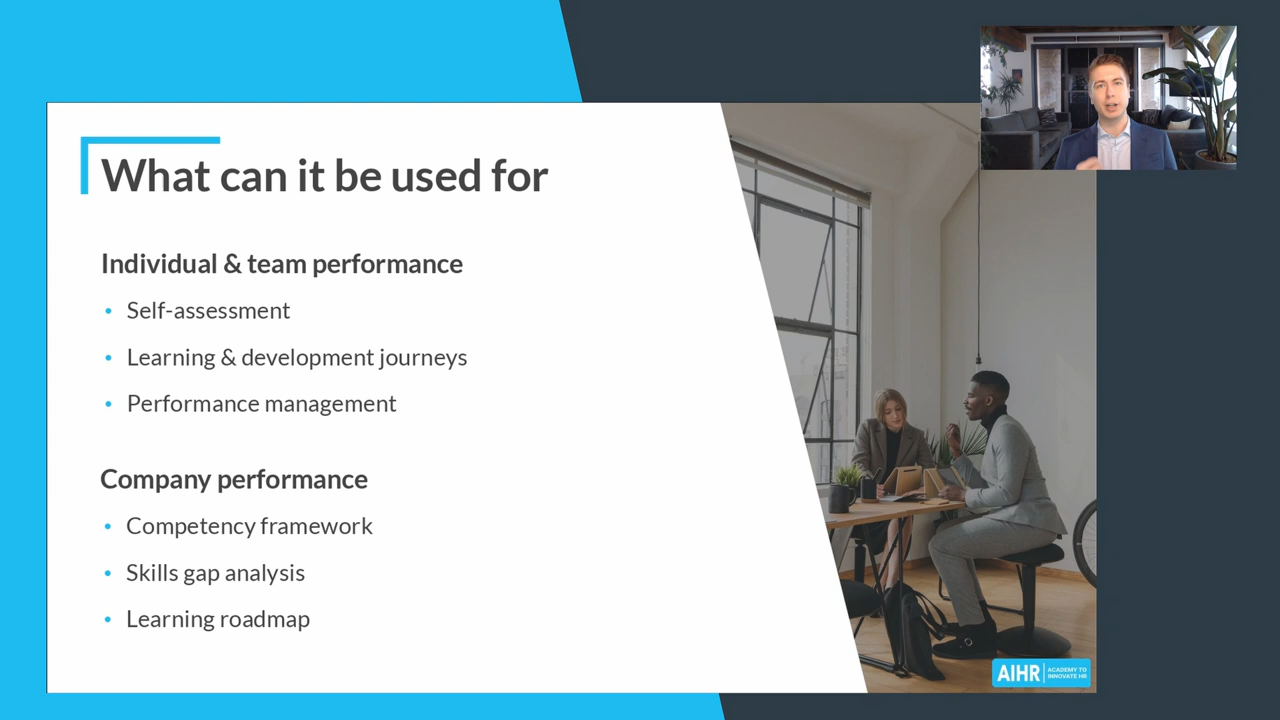 What can it be used for
Individual & team performance
Self-assessment
Learning & development journeys
Performance management
Company performance
Competency framework
Skills gap analysis
Learning roadmap
AIHR
ACADEMY TO
INNOVATE HR